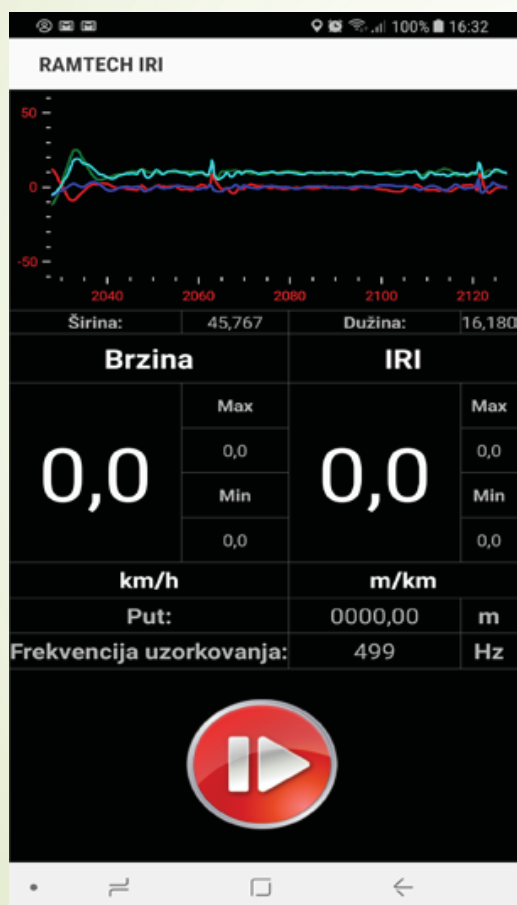 100% 16:32
RAMTECH IRI
50
0
-50
2040 2060 2080 2100 2120
Širina: 45,767 Dužina: 16,180
Brzina IRI
Max Max
0,0 0,0 0,0 0,0
Min Min
0,0 0,0
km/h m/km
Put: 0000,00 m
Frekvencija uzorkovanja: 499 Hz